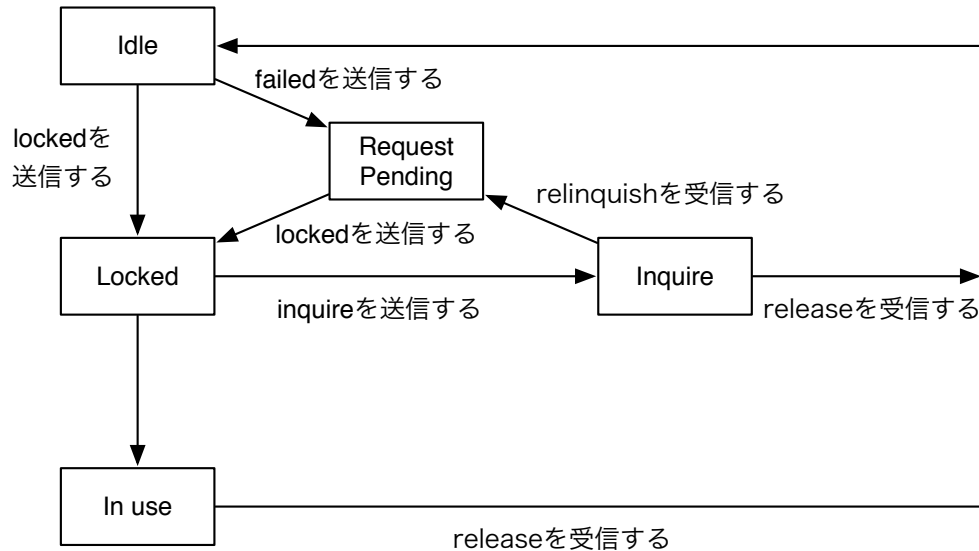 Idle
failedを送信する
lockedを
送信する
Request
Pending
relinquishを受信する
lockedを送信する
Locked
Inquire
inquireを送信する
releaseを受信する
In use
releaseを受信する